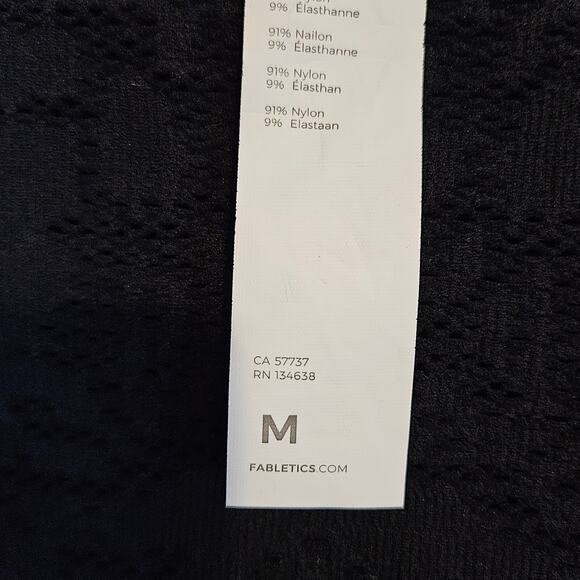 9% Élasthanne
91% Nailon
9% Élasthanne
91% Nylon
9% Élasthan
91% Nylon
9% Elastaan
CA 57737
RN 134638
M
FABLETICS.COM